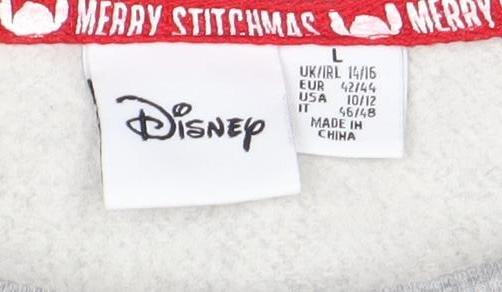 MERRY STITCHMAS MERRY
Disney
L
UK/IRL 14/16
EUR 42/44
USA 10/12
IT 46/48
MADE IN
CHINA